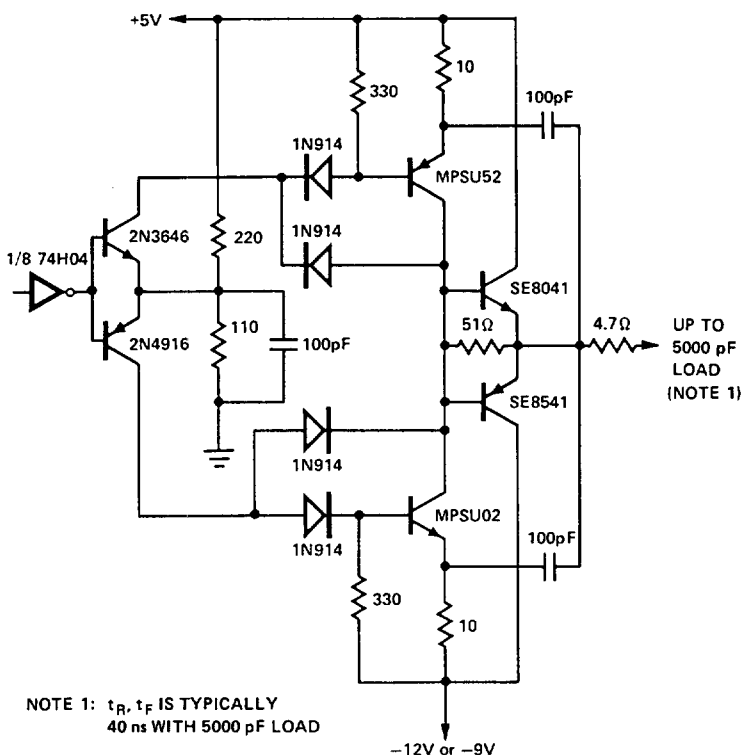 +5V
10
330
100pF
1N914
MPSU52
2N3646
1N914
220
1/8 74H04
SE8041
51Ω
4.7Ω
UP TO
5000 pF
LOAD
(NOTE 1)
110
100pF
2N4916
SE8541
1N914
MPSU02
1N914
100pF
330
10
NOTE 1: tR, tF IS TYPICALLY
40 ns WITH 5000 pF LOAD
−12V or −9V